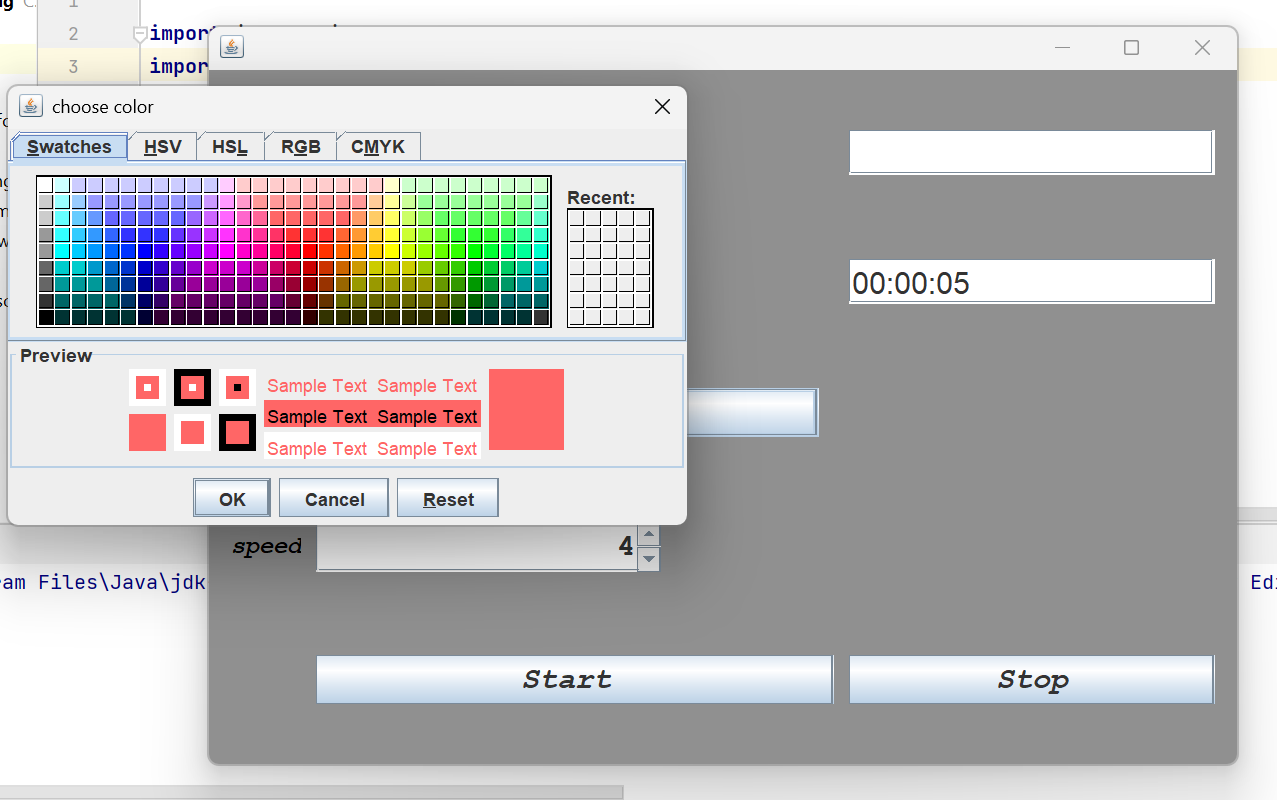 2
impor
3
impor
choose color
Swatches
HSV
HSL
RGB
CMYK
Recent:
00:00:05
Preview
Sample Text Sample Text
Sample Text Sample Text
Sample Text Sample Text
OK
Cancel
Reset
speed
4
am Files\Java\jdk
Edi
Start
Stop